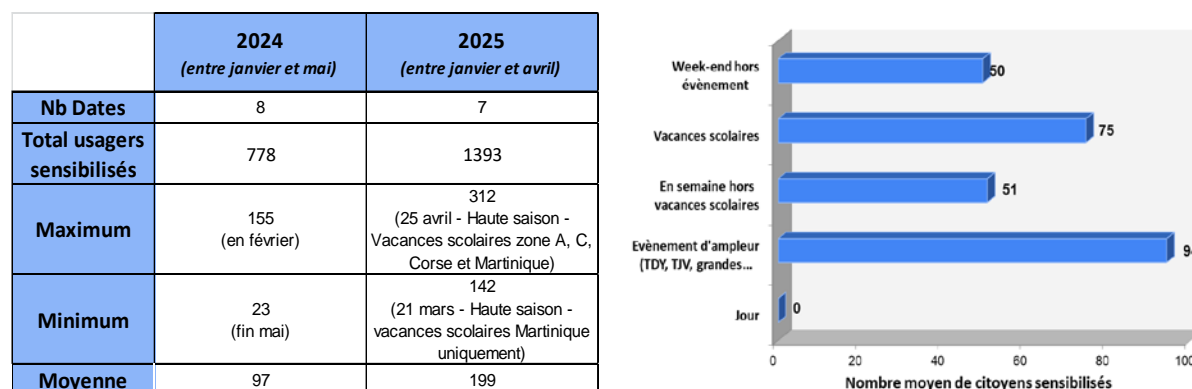 2024
2025
(entre janvier et mai)
(entre janvier et avril)
Nb Dates
8
7
Total usagers
sensibilisés
778
1393
Maximum
155
(en février)
312
(25 avril - Haute saison -
Vacances scolaires zone A, C,
Corse et Martinique)
Minimum
23
(fin mai)
142
(21 mars - Haute saison -
vacances scolaires Martinique
uniquement)
Moyenne
97
199
Week-end hors
évènement
50
Vacances scolaires
75
En semaine hors
vacances scolaires
51
Evènement d'ampleur
(TDY, TJV, grandes...
Jour
0
0
20
40
60
80
100
Nombre moyen de citoyens sensibilisés